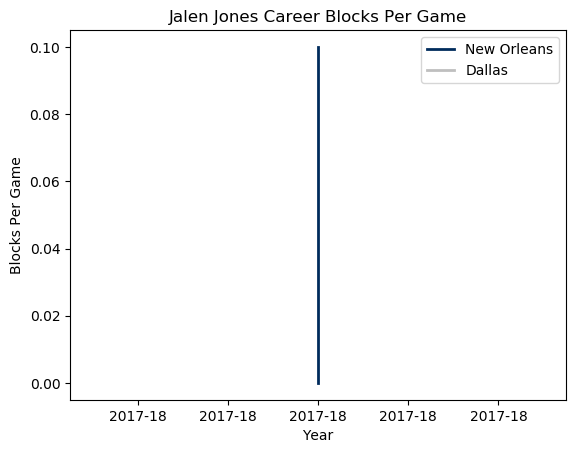 Jalen Jones Career Blocks Per Game
New Orleans
Dallas
0.10
0.08
0.06
0.04
0.02
0.00
Blocks Per Game
2017-18 2017-18 2017-18 2017-18 2017-18
Year